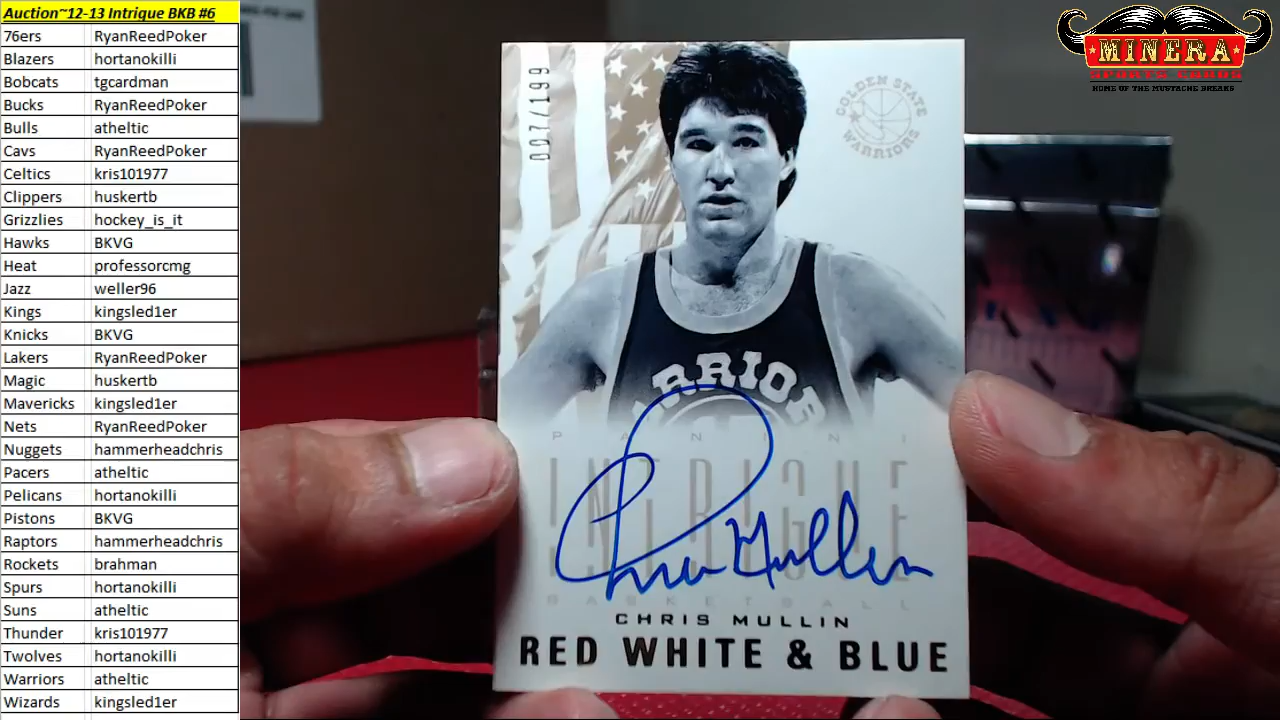 Auction~12-13 Intrigue BKB #6
76ers RyanReedPoker
Blazers hortanokilli
Bobcats tgcardman
Bucks RyanReedPoker
Bulls atheltic
Cavs RyanReedPoker
Celtics kris101977
Clippers huskertb
Grizzlies hockey_is_it
Hawks BKVG
Heat professorcmg
Jazz weller96
Kings kingsled1er
Knicks BKVG
Lakers RyanReedPoker
Magic huskertb
Mavericks kingsled1er
Nets RyanReedPoker
Nuggets hammerheadchris
Pacers atheltic
Pelicans hortanokilli
Pistons BKVG
Raptors hammerheadchris
Rockets brahman
Spurs hortanokilli
Suns atheltic
Thunder kris101977
Twolves hortanokilli
Warriors atheltic
Wizards kingsled1er
007/199
GOLDEN STATE
WARRIORS
RRIOR
PANINI
INTRIGUE
Chris Mullin
BASKETBALL
CHRIS MULLIN
RED WHITE & BLUE
MINERA
SPORTS CARDS
HOME OF THE MUSTACHE BREAKS